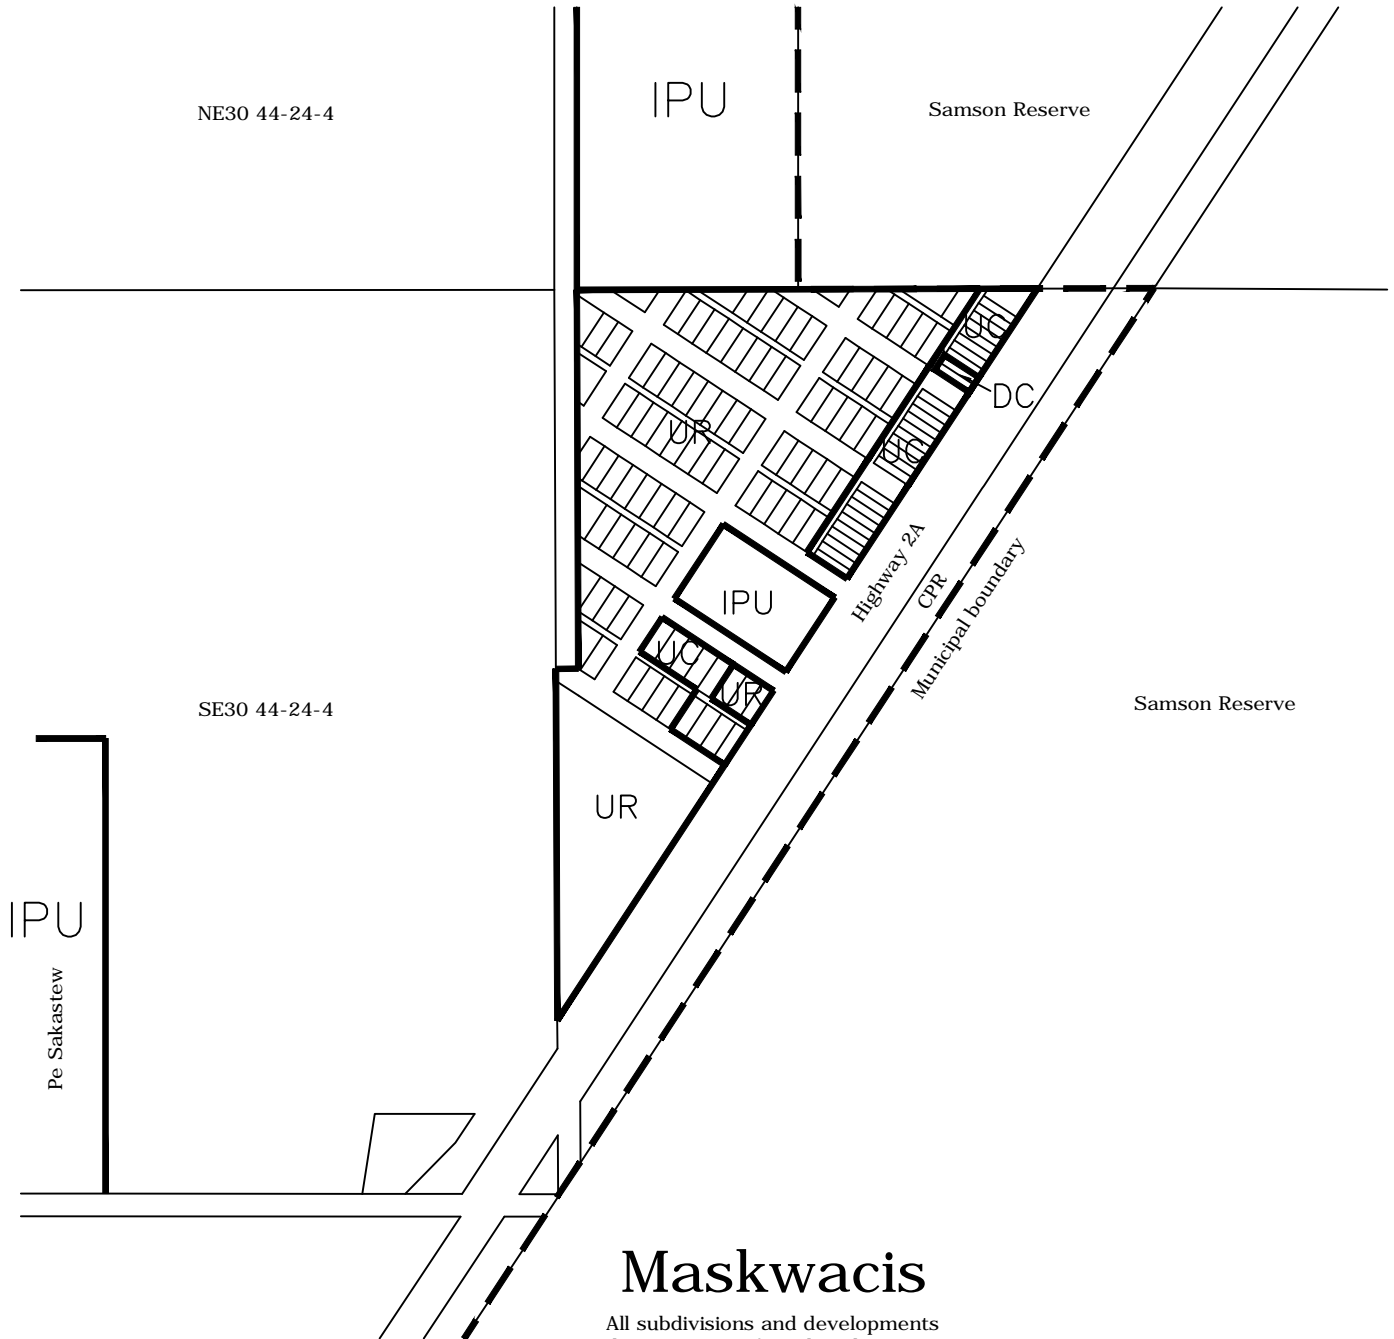 IPU
NE30 44-24-4
Samson Reserve
UC
DC
UR
UC
Highway 2A
CPR
Municipal boundary
IPU
UC
UR
SE30 44-24-4
Samson Reserve
UR
IPU
Pe Sakastew
Maskwacis
All subdivisions and developments